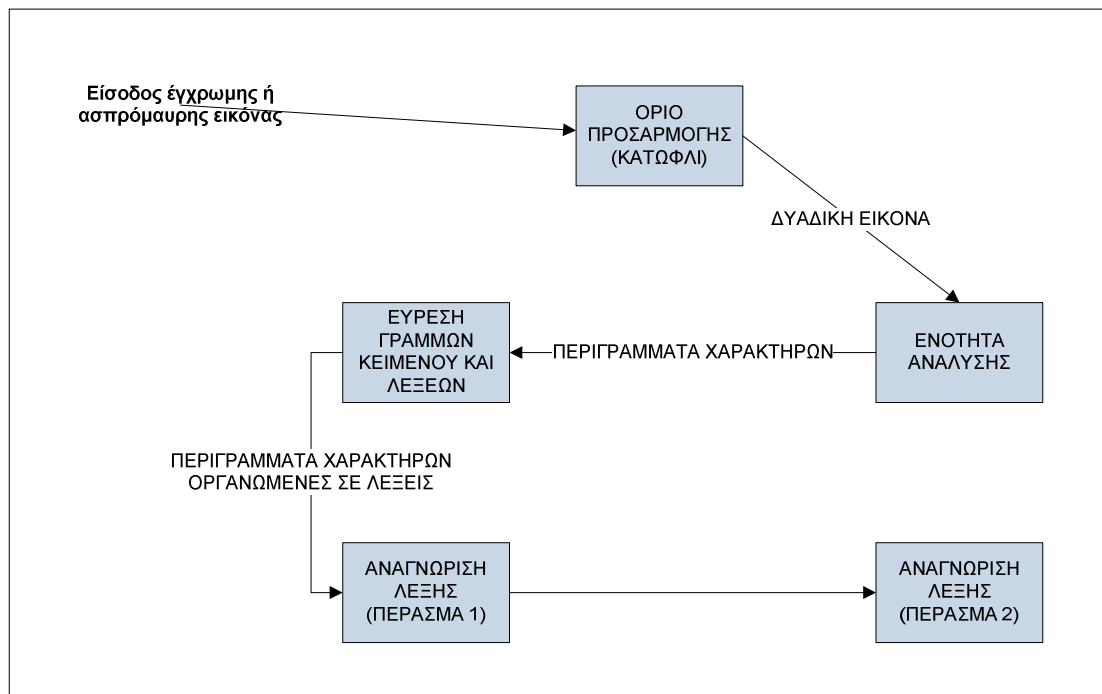 Είσοδος έγχρωμης ή
ασπρόμαυρης εικόνας
ΟΡΙΟ
ΠΡΟΣΑΡΜΟΓΗΣ
(ΚΑΤΩΦΛΙ)
ΔΥΑΔΙΚΗ ΕΙΚΟΝΑ
ΕΝΟΤΗΤΑ
ΑΝΑΛΥΣΗΣ
ΠΕΡΙΓΡΑΜΜΑΤΑ ΧΑΡΑΚΤΗΡΩΝ
ΕΥΡΕΣΗ
ΓΡΑΜΜΩΝ
ΚΕΙΜΕΝΟΥ ΚΑΙ
ΛΕΞΕΩΝ
ΠΕΡΙΓΡΑΜΜΑΤΑ ΧΑΡΑΚΤΗΡΩΝ
ΟΡΓΑΝΩΜΕΝΕΣ ΣΕ ΛΕΞΕΙΣ
ΑΝΑΓΝΩΡΙΣΗ
ΛΕΞΗΣ
(ΠΕΡΑΣΜΑ 1)
ΑΝΑΓΝΩΡΙΣΗ
ΛΕΞΗΣ
(ΠΕΡΑΣΜΑ 2)